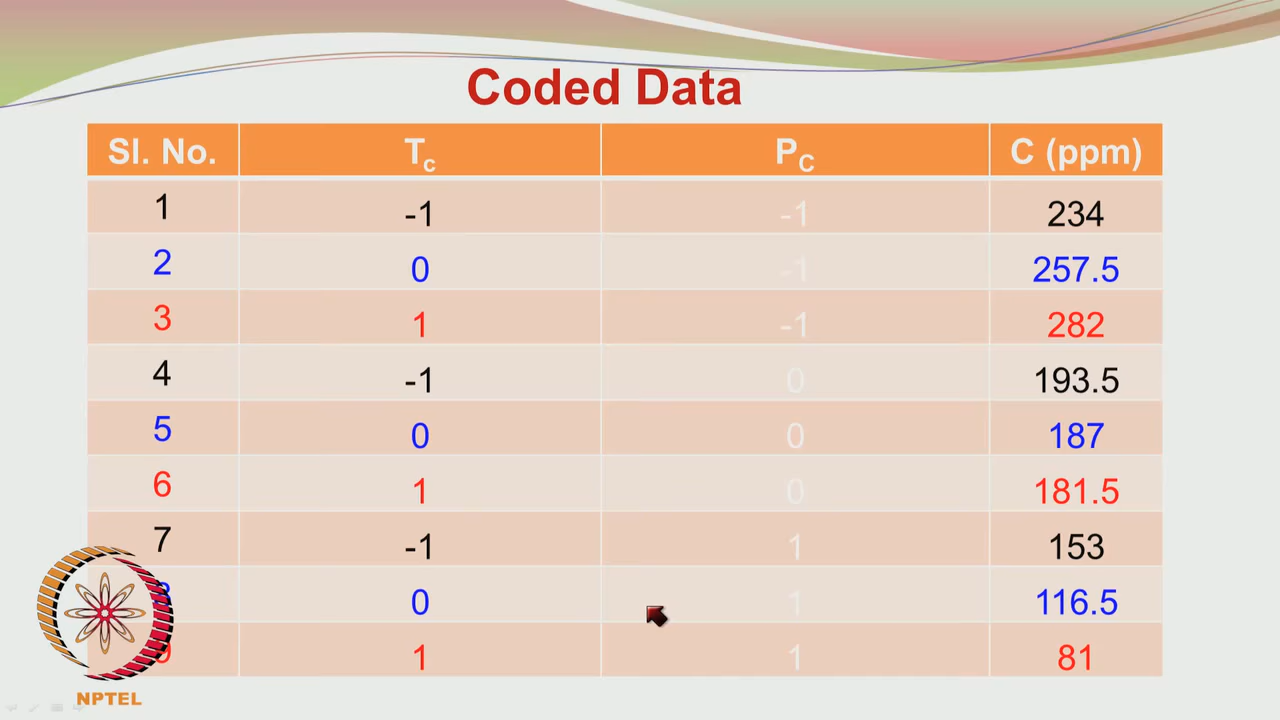 Coded Data
Sl. No. Tc PC C (ppm)
1 -1 -1 234
2 0 -1 257.5
3 1 -1 282
4 -1 0 193.5
5 0 0 187
6 1 0 181.5
7 -1 1 153
0 1 116.5
1 1 81
NPTEL